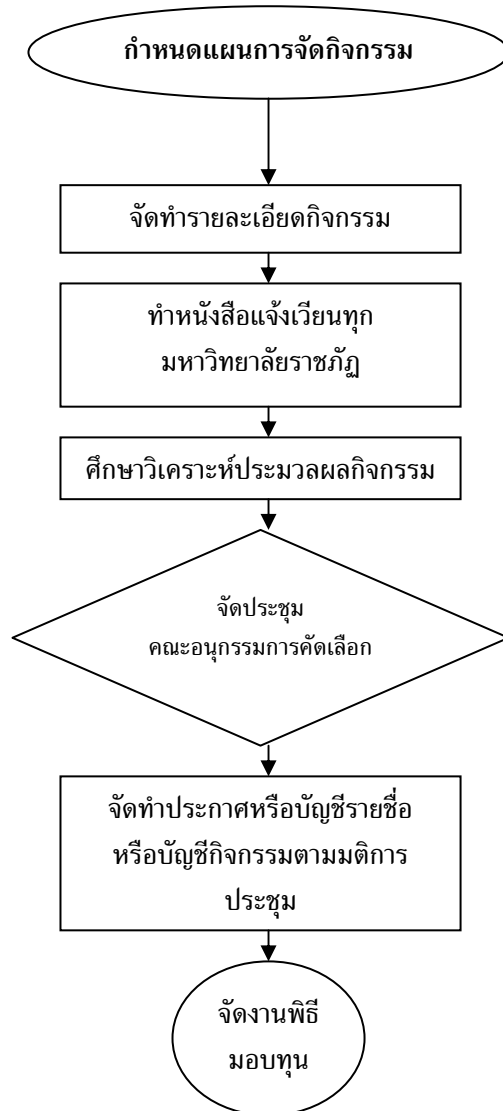 กำหนดแผนการจัดกิจกรรม
จัดทำรายละเอียดกิจกรรม
ทำหนังสือแจ้งเวียนทุก
มหาวิทยาลัยราชภัฏ
ศึกษาวิเคราะห์ประมวลผลกิจกรรม
จัดประชุม
คณะอนุกรรมการคัดเลือก
จัดทำประกาศหรือบัญชีรายชื่อ
หรือบัญชีกิจกรรมตามมติการ
ประชุม
จัดงานพิธี
มอบทุน